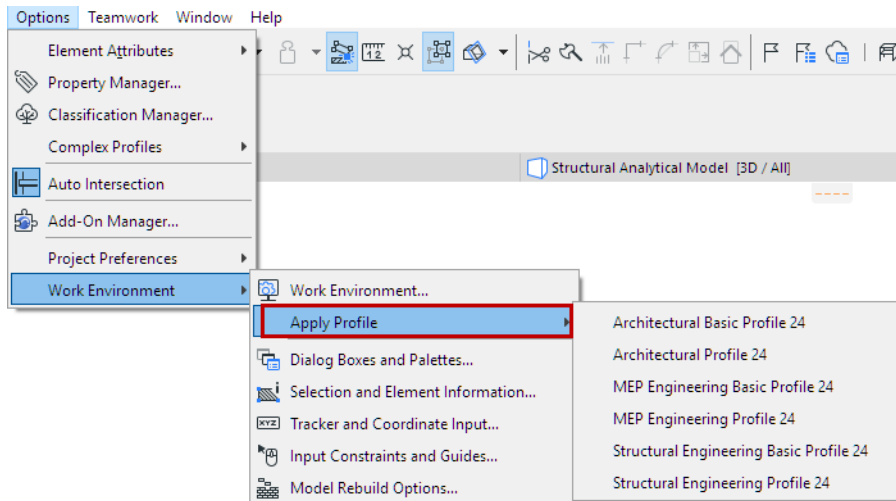 Options Teamwork Window Help
Element Attributes
Property Manager...
Classification Manager...
Complex Profiles
Auto Intersection
Add-On Manager...
Project Preferences
Work Environment
1 2
Structural Analytical Model [3D / All]
Work Environment...
Apply Profile
Dialog Boxes and Palettes...
Selection and Element Information...
XYZ Tracker and Coordinate Input...
Input Constraints and Guides...
Model Rebuild Options...
Architectural Basic Profile 24
Architectural Profile 24
MEP Engineering Basic Profile 24
MEP Engineering Profile 24
Structural Engineering Basic Profile 24
Structural Engineering Profile 24